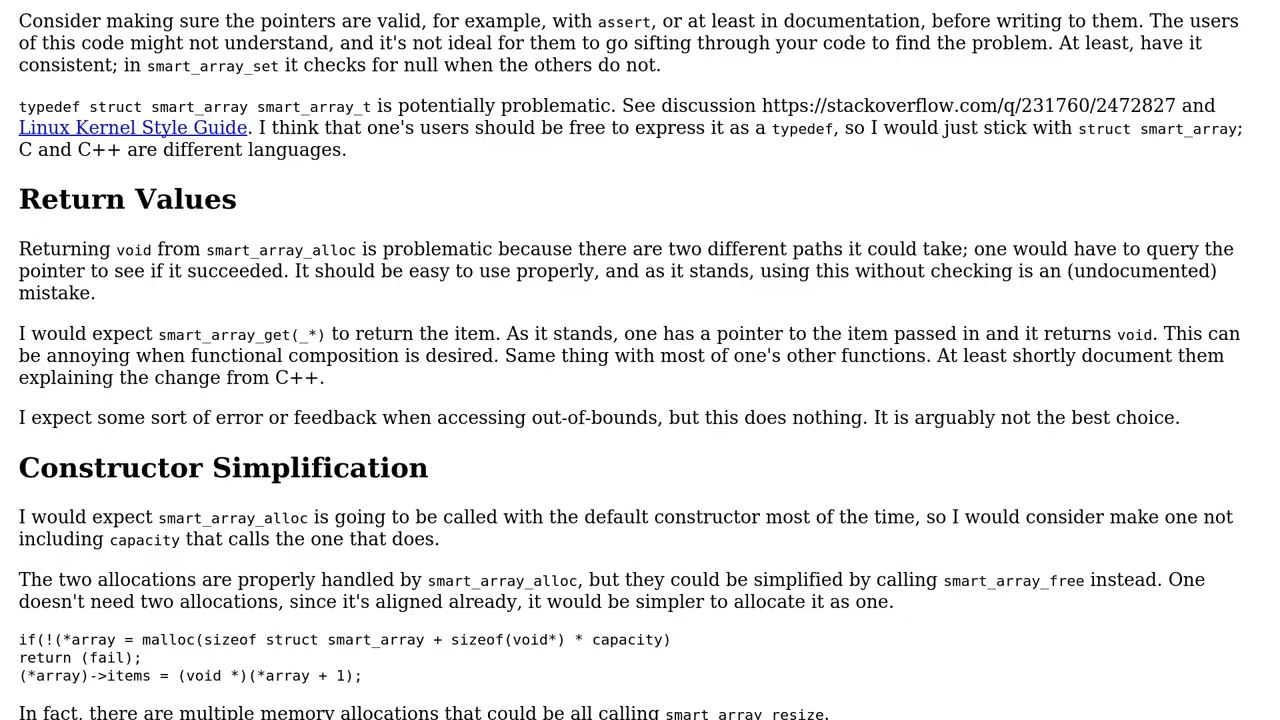 Consider making sure the pointers are valid, for example, with assert, or at least in documentation, before writing to them. The users
of this code might not understand, and it's not ideal for them to go sifting through your code to find the problem. At least, have it
consistent; in smart_array_set it checks for null when the others do not.
typedef struct smart_array smart_array_t is potentially problematic. See discussion https://stackoverflow.com/q/231760/2472827 and
Linux Kernel Style Guide. I think that one's users should be free to express it as a typedef, so I would just stick with struct smart_array;
C and C++ are different languages.
Return Values
Returning void from smart_array_alloc is problematic because there are two different paths it could take; one would have to query the
pointer to see if it succeeded. It should be easy to use properly, and as it stands, using this without checking is an (undocumented)
mistake.
I would expect smart_array_get(_*) to return the item. As it stands, one has a pointer to the item passed in and it returns void. This can
be annoying when functional composition is desired. Same thing with most of one's other functions. At least shortly document them
explaining the change from C++.
I expect some sort of error or feedback when accessing out-of-bounds, but this does nothing. It is arguably not the best choice.
Constructor Simplification
I would expect smart_array_alloc is going to be called with the default constructor most of the time, so I would consider make one not
including capacity that calls the one that does.
The two allocations are properly handled by smart_array_alloc, but they could be simplified by calling smart_array_free instead. One
doesn't need two allocations, since it's aligned already, it would be simpler to allocate it as one.
if(!(*array = malloc(sizeof struct smart_array + sizeof(void*) * capacity)
return (fail);
(*array)->items = (void *)(*array + 1);
In fact, there are multiple memory allocations that could be all calling smart_array_resize.